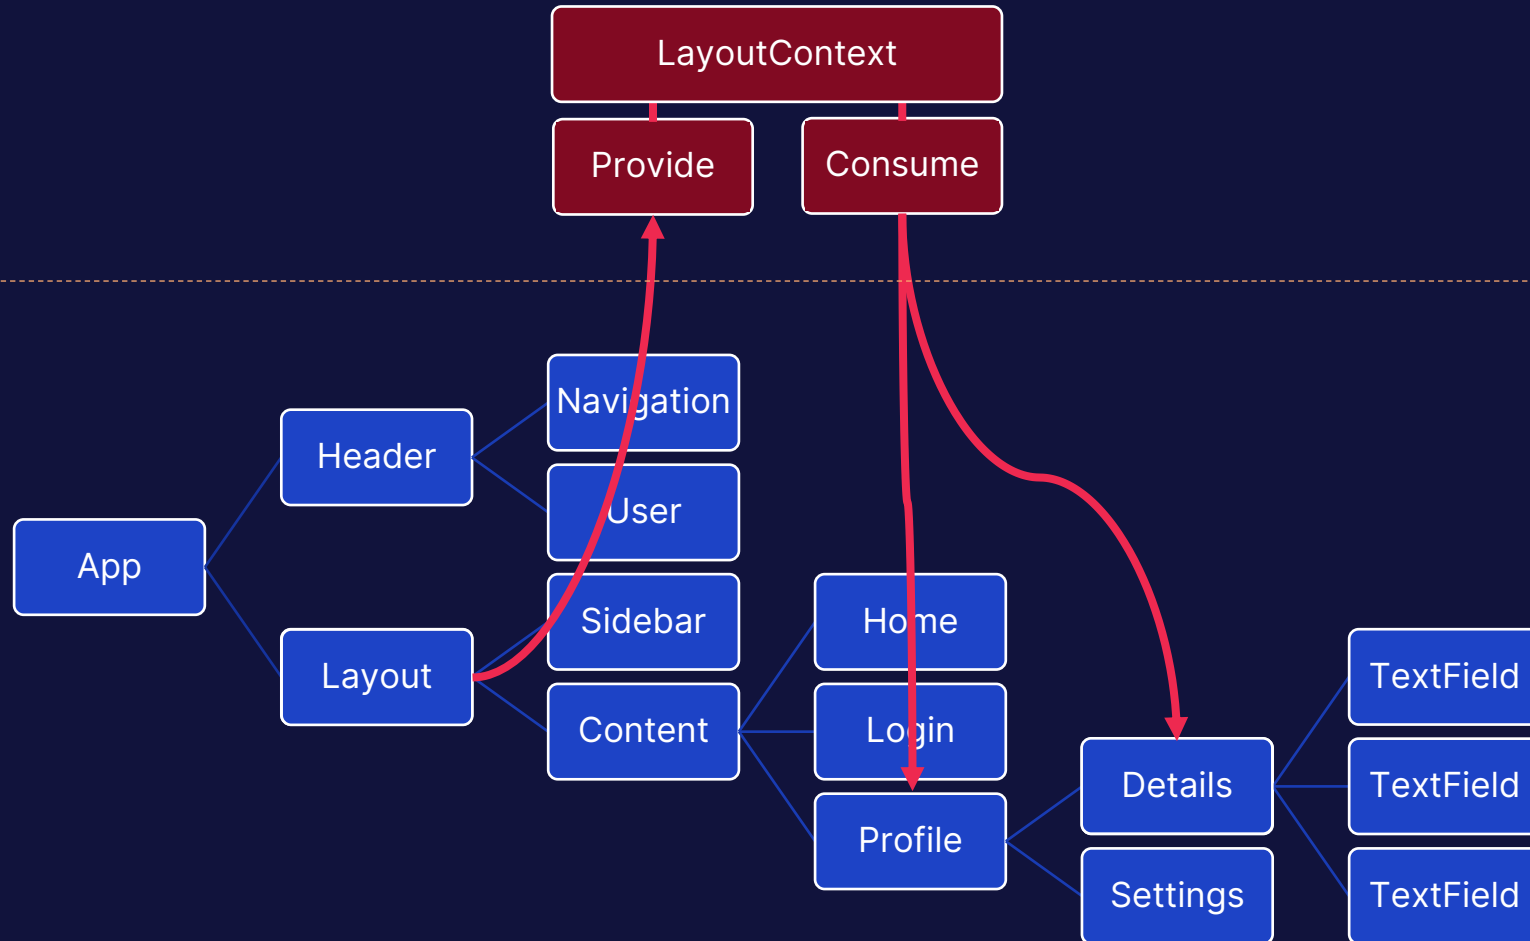 LayoutContext
Provide
Consume
Navigation
Header
User
App
Sidebar
Home
Layout
TextField
Content
Login
Details
TextField
Profile
Settings
TextField